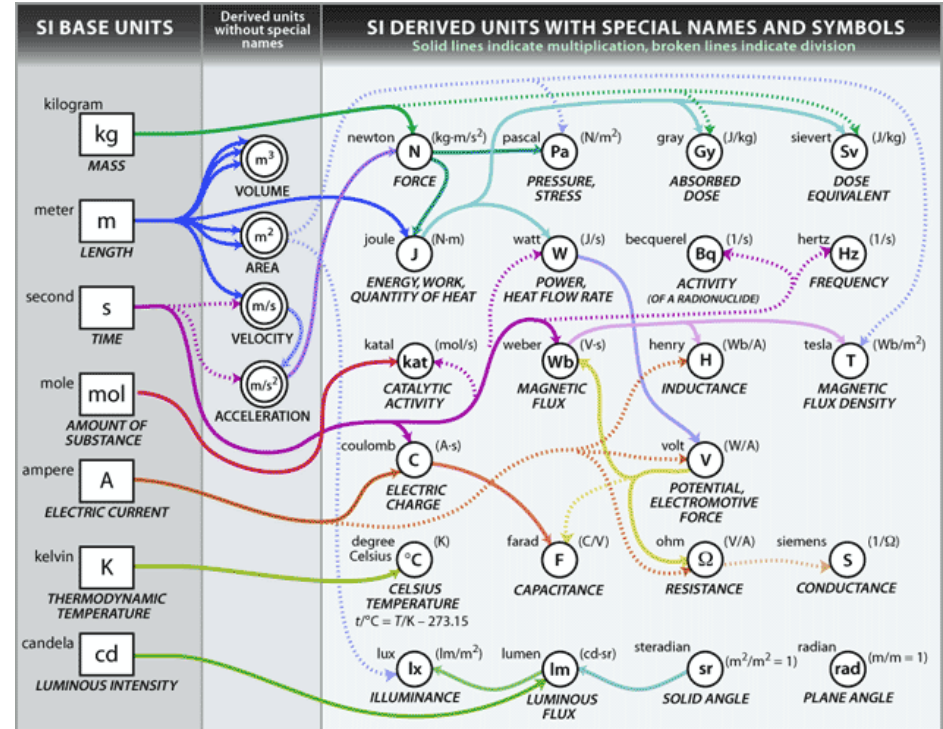 SI BASE UNITS
Derived units
without special
names
SI DERIVED UNITS WITH SPECIAL NAMES AND SYMBOLS
Solid lines indicate multiplication, broken lines indicate division
kilogram
kg
MASS
meter
m
LENGTH
second
s
TIME
mole
mol
AMOUNT OF
SUBSTANCE
ampere
A
ELECTRIC CURRENT
kelvin
K
THERMODYNAMIC
TEMPERATURE
candela
cd
LUMINOUS INTENSITY
m³
VOLUME
m²
AREA
m/s
VELOCITY
m/s²
ACCELERATION
newton
N
(kg·m/s²)
FORCE
pascal
Pa
(N/m²)
PRESSURE,
STRESS
gray
Gy
(J/kg)
ABSORBED
DOSE
sievert
Sv
(J/kg)
DOSE
EQUIVALENT
joule
J
(N·m)
ENERGY, WORK,
QUANTITY OF HEAT
watt
W
(J/s)
POWER,
HEAT FLOW RATE
becquerel
Bq
(1/s)
ACTIVITY
(OF A RADIONUCLIDE)
hertz
Hz
(1/s)
FREQUENCY
katal
kat
(mol/s)
CATALYTIC
ACTIVITY
weber
Wb
(V·s)
MAGNETIC
FLUX
henry
H
(Wb/A)
INDUCTANCE
tesla
T
(Wb/m²)
MAGNETIC
FLUX DENSITY
coulomb
C
(A·s)
ELECTRIC
CHARGE
volt
V
(W/A)
POTENTIAL,
ELECTROMOTIVE
FORCE
degree
Celsius
°C
(K)
CELSIUS
TEMPERATURE
t/°C = T/K – 273.15
farad
F
(C/V)
CAPACITANCE
ohm
Ω
(V/A)
RESISTANCE
siemens
S
(1/Ω)
CONDUCTANCE
lux
lx
(lm/m²)
ILLUMINANCE
lumen
lm
(cd·sr)
LUMINOUS
FLUX
steradian
sr
(m²/m² = 1)
SOLID ANGLE
radian
rad
(m/m = 1)
PLANE ANGLE